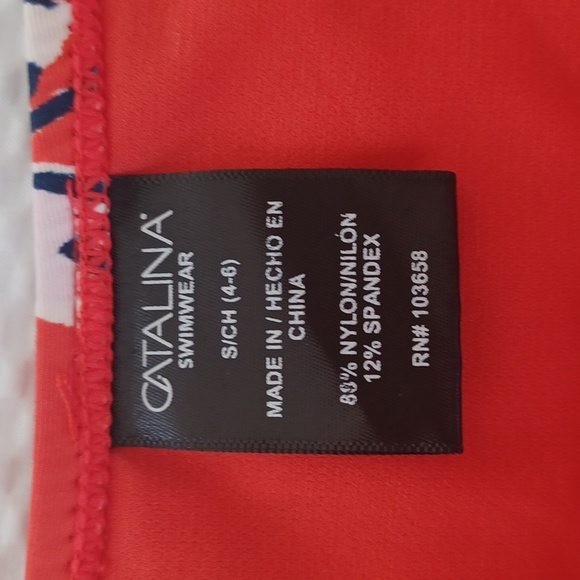 CATALINA®
SWIMWEAR
S/CH (4-6)
MADE IN / HECHO EN
CHINA
88% NYLON/NILÓN
12% SPANDEX
RN# 103658